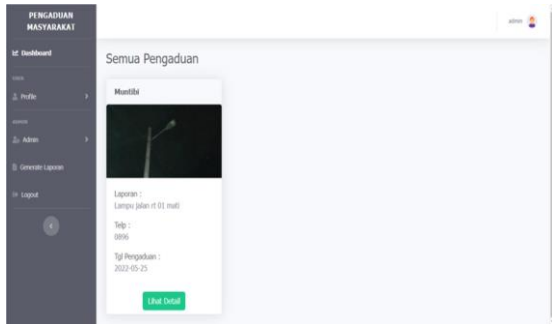 PENGADUAN
MASYARAKAT
admin
Dashboard
Semua Pengaduan
Profile
Muntibi
Admin
Generate Laporan
Logout
Laporan :
Lampu jalan rt 01 mati
Telp :
0896
Tgl Pengaduan :
2022-05-25
Lihat Detail